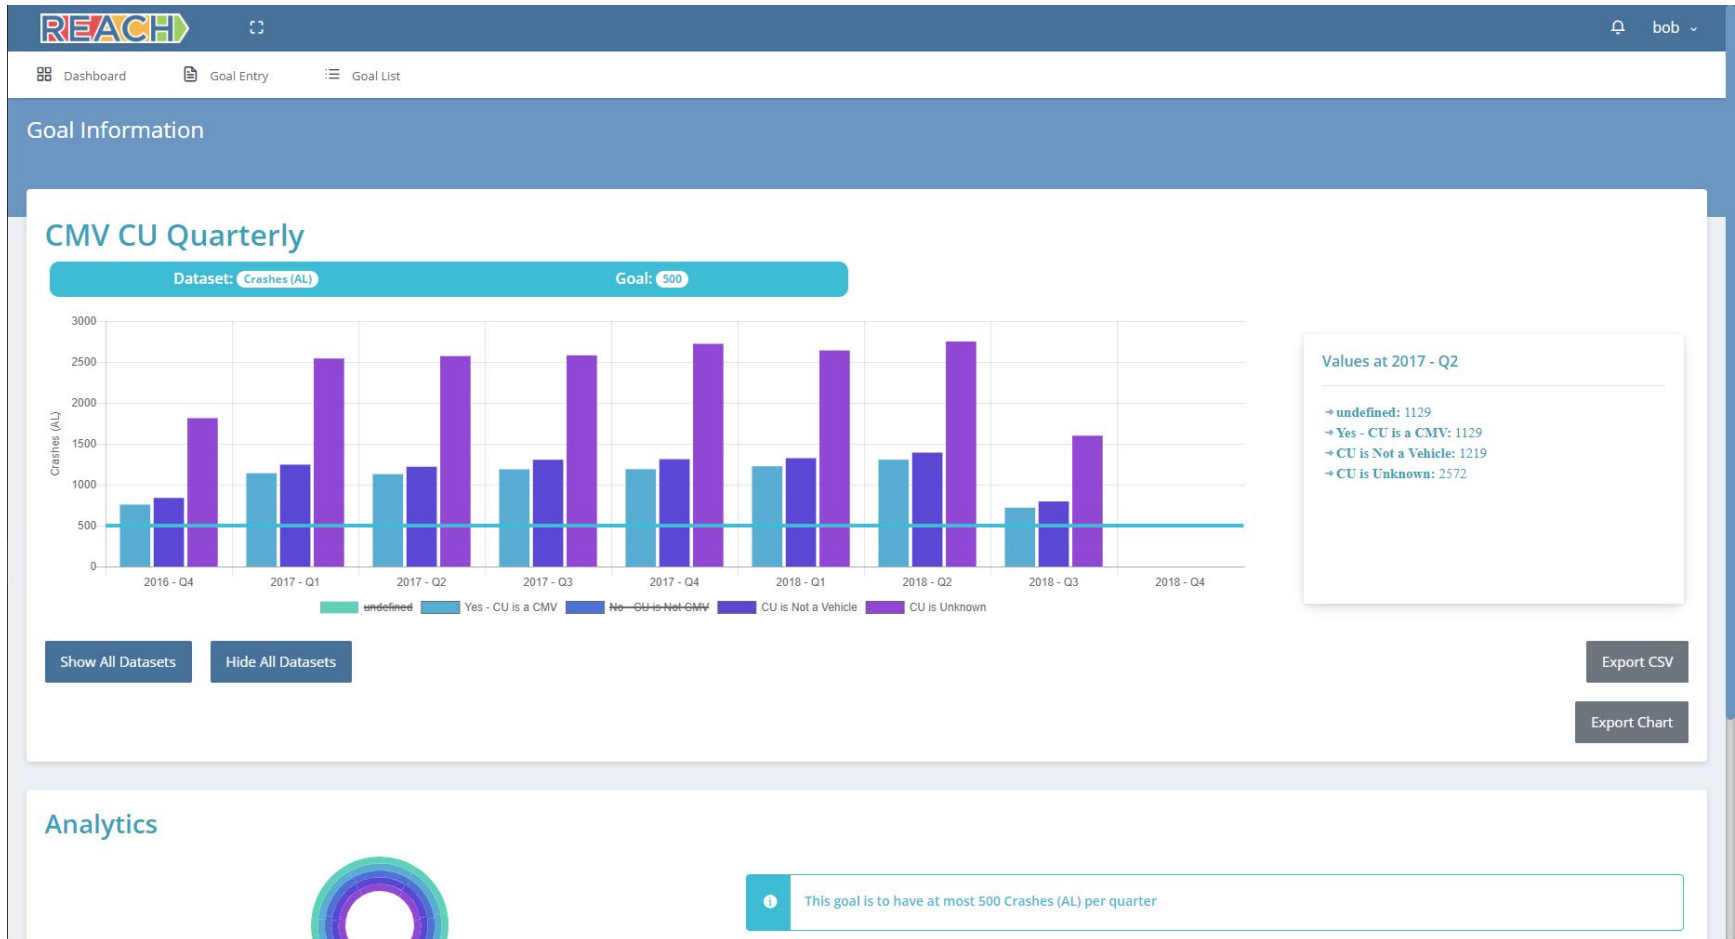 REACH
bob
Dashboard Goal Entry Goal List
Goal Information
CMV CU Quarterly
Dataset: Crashes (AL) Goal: 500
3000
2500
2000
1500
1000
500
0
Crashes (AL)
2016 - Q4 2017 - Q1 2017 - Q2 2017 - Q3 2017 - Q4 2018 - Q1 2018 - Q2 2018 - Q3 2018 - Q4
undefined Yes - CU is a CMV No - CU is Not CMV CU is Not a Vehicle CU is Unknown
Values at 2017 - Q2
➔ undefined: 1129
➔ Yes - CU is a CMV: 1129
➔ CU is Not a Vehicle: 1219
➔ CU is Unknown: 2572
Show All Datasets Hide All Datasets
Export CSV
Export Chart
Analytics
This goal is to have at most 500 Crashes (AL) per quarter